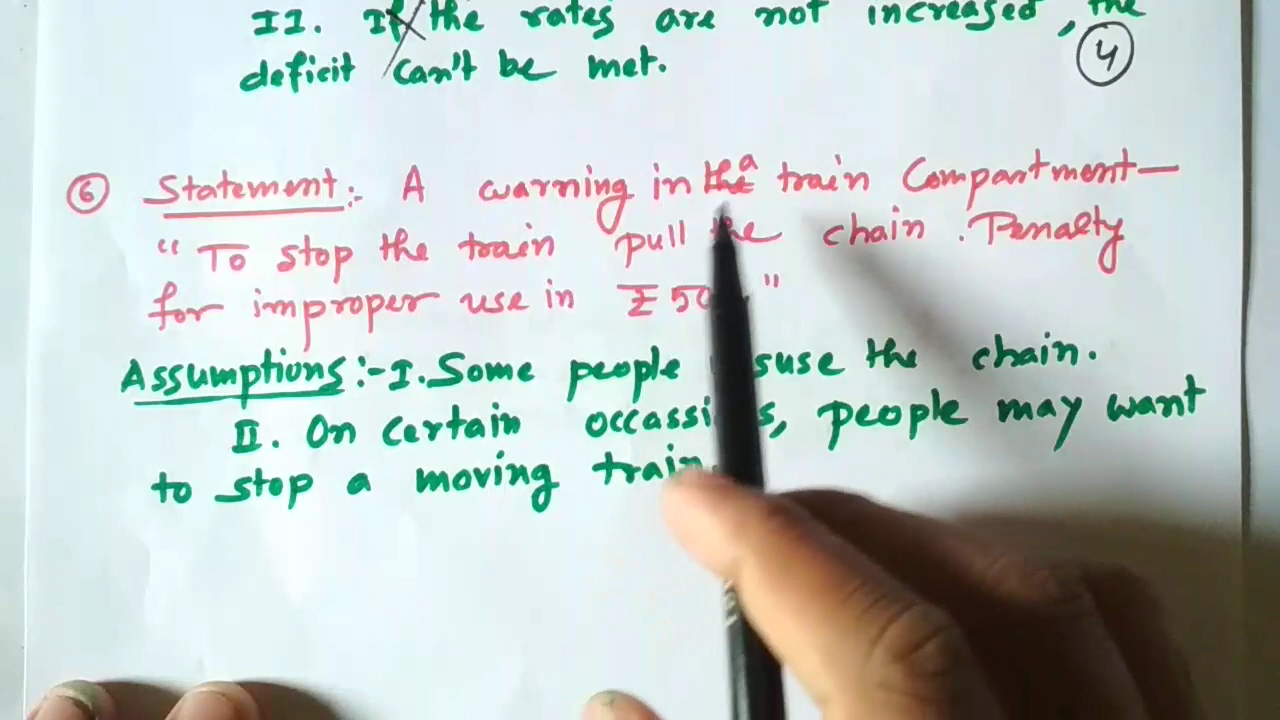 II. If the rates are not increased, the
deficit can't be met.
4
6 Statement:- A warning in the a train Compartment—
"To stop the train pull the chain. Penalty
for improper use in ₹ 50
"
Assumptions:- I. Some people suse the chain.
II. On certain occassi s, people may want
to stop a moving train.